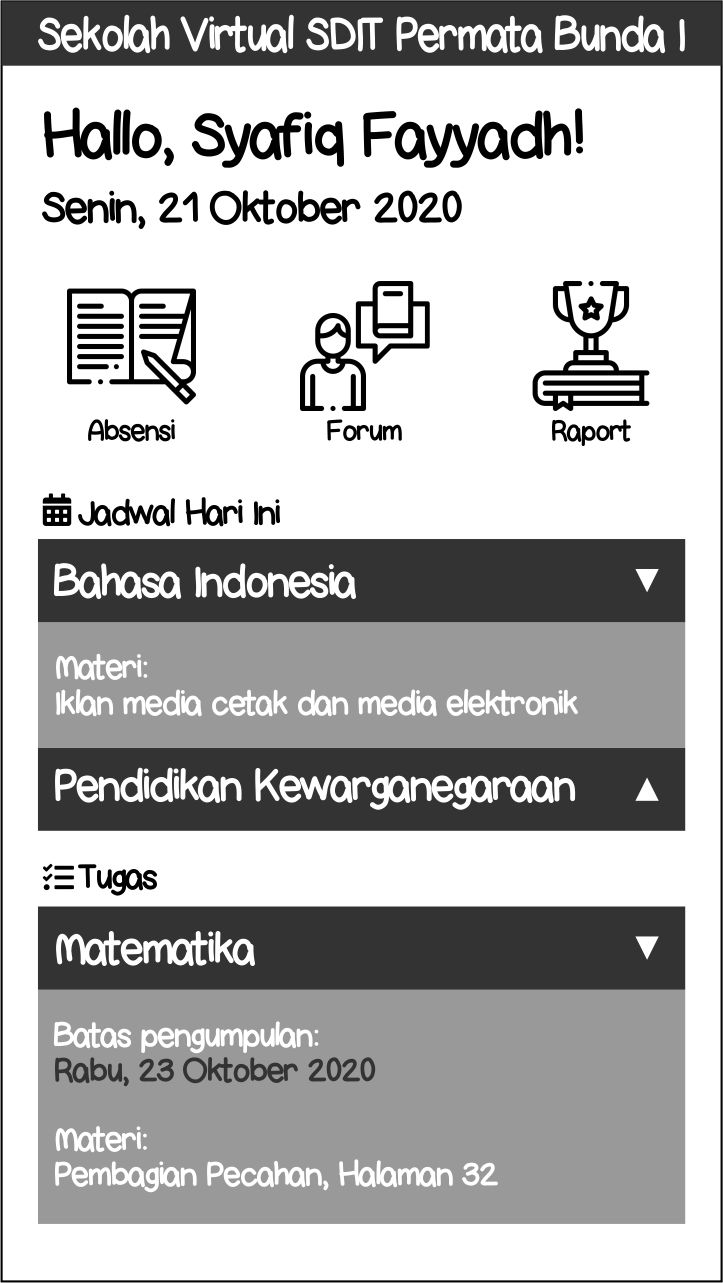 Sekolah Virtual SDIT Permata Bunda 1
Hallo, Syafiq Fayyadh!
Senin, 21 Oktober 2020
Absensi
Forum
Raport
Jadwal Hari Ini
Bahasa Indonesia
Materi:
Iklan media cetak dan media elektronik
Pendidikan Kewarganegaraan
Tugas
Matematika
Batas pengumpulan:
Rabu, 23 Oktober 2020
Materi:
Pembagian Pecahan, Halaman 32